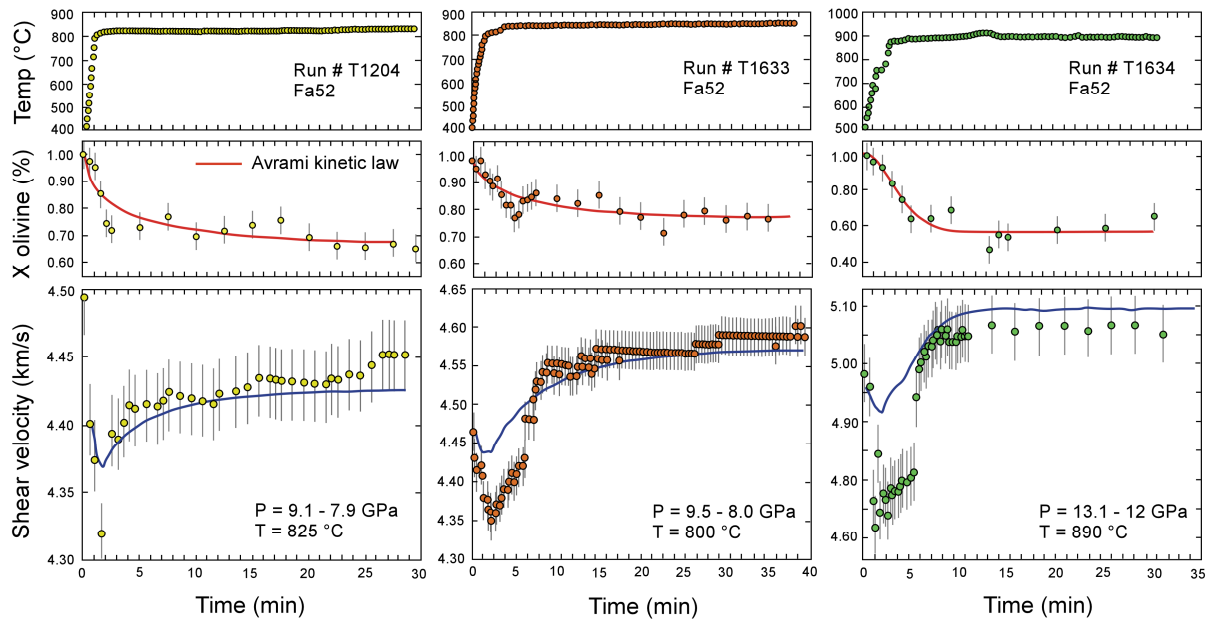 Temp (°C)
900
800
700
600
500
400
Run # T1204
Fa52
900
800
700
600
500
400
Run # T1633
Fa52
1000
900
800
700
600
500
Run # T1634
Fa52
X olivine (%)
1.00
0.90
0.80
0.70
0.60
Avrami kinetic law
1.00
0.90
0.80
0.70
0.60
1.00
0.80
0.60
0.40
Shear velocity (km/s)
4.50
4.45
4.40
4.35
4.30
P = 9.1 - 7.9 GPa
T = 825 °C
0 5 10 15 20 25 30
Time (min)
4.65
4.60
4.55
4.50
4.45
4.40
4.35
4.30
P = 9.5 - 8.0 GPa
T = 800 °C
0 5 10 15 20 25 30 35 40
Time (min)
5.10
5.00
4.90
4.80
4.60
P = 13.1 - 12 GPa
T = 890 °C
0 5 10 15 20 25 30 35
Time (min)